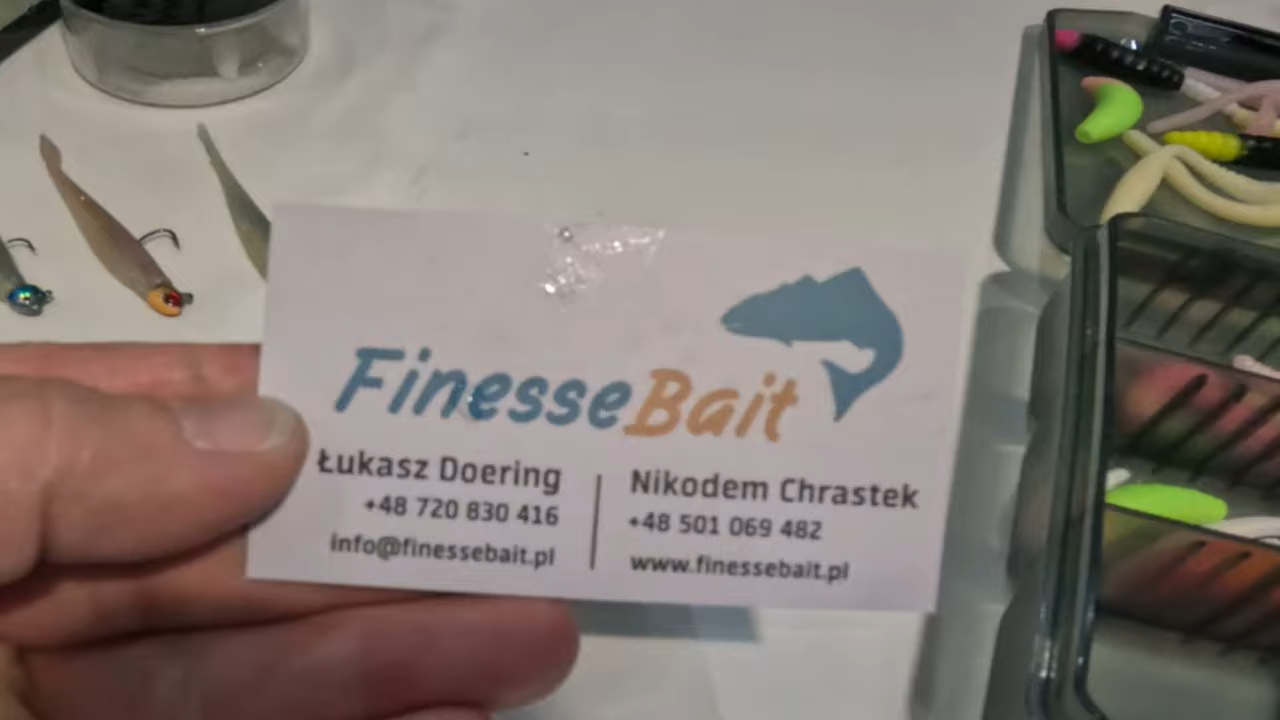 FinesseBait
Łukasz Doering
+48 720 830 416
info@finessebait.pl
Nikodem Chrastek
+48 501 069 482
www.finessebait.pl